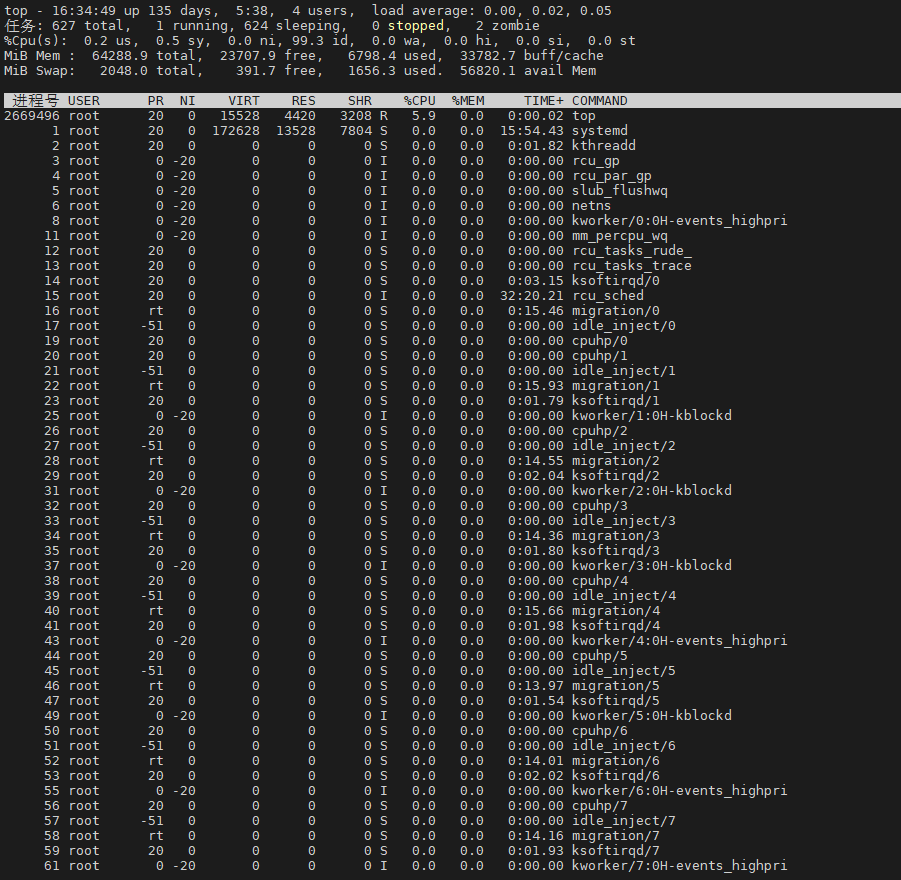 top - 16:34:49 up 135 days,  5:38,  4 users,  load average: 0.00, 0.02, 0.05
任务: 627 total,   1 running, 624 sleeping,   0 stopped,   2 zombie
%Cpu(s):  0.2 us,  0.5 sy,  0.0 ni, 99.3 id,  0.0 wa,  0.0 hi,  0.0 si,  0.0 st
MiB Mem :  64288.9 total,  23707.9 free,   6798.4 used,  33782.7 buff/cache
MiB Swap:   2048.0 total,    391.7 free,   1656.3 used.  56820.1 avail Mem
进程号 USER      PR  NI    VIRT    RES    SHR    %CPU  %MEM     TIME+ COMMAND
2669496 root      20   0   15528   4420   3208 R   5.9   0.0   0:00.02 top
1 root      20   0  172628  13528   7804 S   0.0   0.0  15:54.43 systemd
2 root      20   0       0      0      0 S   0.0   0.0   0:01.82 kthreadd
3 root       0 -20       0      0      0 I   0.0   0.0   0:00.00 rcu_gp
4 root       0 -20       0      0      0 I   0.0   0.0   0:00.00 rcu_par_gp
5 root       0 -20       0      0      0 I   0.0   0.0   0:00.00 slub_flushwq
6 root       0 -20       0      0      0 I   0.0   0.0   0:00.00 netns
8 root       0 -20       0      0      0 I   0.0   0.0   0:00.00 kworker/0:0H-events_highpri
11 root       0 -20       0      0      0 I   0.0   0.0   0:00.00 mm_percpu_wq
12 root      20   0       0      0      0 S   0.0   0.0   0:00.00 rcu_tasks_rude_
13 root      20   0       0      0      0 S   0.0   0.0   0:00.00 rcu_tasks_trace
14 root      20   0       0      0      0 S   0.0   0.0   0:03.15 ksoftirqd/0
15 root      20   0       0      0      0 I   0.0   0.0  32:20.21 rcu_sched
16 root      rt   0       0      0      0 S   0.0   0.0   0:15.46 migration/0
17 root     -51   0       0      0      0 S   0.0   0.0   0:00.00 idle_inject/0
19 root      20   0       0      0      0 S   0.0   0.0   0:00.00 cpuhp/0
20 root      20   0       0      0      0 S   0.0   0.0   0:00.00 cpuhp/1
21 root     -51   0       0      0      0 S   0.0   0.0   0:00.00 idle_inject/1
22 root      rt   0       0      0      0 S   0.0   0.0   0:15.93 migration/1
23 root      20   0       0      0      0 S   0.0   0.0   0:01.79 ksoftirqd/1
25 root       0 -20       0      0      0 I   0.0   0.0   0:00.00 kworker/1:0H-kblockd
26 root      20   0       0      0      0 S   0.0   0.0   0:00.00 cpuhp/2
27 root     -51   0       0      0      0 S   0.0   0.0   0:00.00 idle_inject/2
28 root      rt   0       0      0      0 S   0.0   0.0   0:14.55 migration/2
29 root      20   0       0      0      0 S   0.0   0.0   0:02.04 ksoftirqd/2
31 root       0 -20       0      0      0 I   0.0   0.0   0:00.00 kworker/2:0H-kblockd
32 root      20   0       0      0      0 S   0.0   0.0   0:00.00 cpuhp/3
33 root     -51   0       0      0      0 S   0.0   0.0   0:00.00 idle_inject/3
34 root      rt   0       0      0      0 S   0.0   0.0   0:14.36 migration/3
35 root      20   0       0      0      0 S   0.0   0.0   0:01.80 ksoftirqd/3
37 root       0 -20       0      0      0 I   0.0   0.0   0:00.00 kworker/3:0H-kblockd
38 root      20   0       0      0      0 S   0.0   0.0   0:00.00 cpuhp/4
39 root     -51   0       0      0      0 S   0.0   0.0   0:00.00 idle_inject/4
40 root      rt   0       0      0      0 S   0.0   0.0   0:15.66 migration/4
41 root      20   0       0      0      0 S   0.0   0.0   0:01.98 ksoftirqd/4
43 root       0 -20       0      0      0 I   0.0   0.0   0:00.00 kworker/4:0H-events_highpri
44 root      20   0       0      0      0 S   0.0   0.0   0:00.00 cpuhp/5
45 root     -51   0       0      0      0 S   0.0   0.0   0:00.00 idle_inject/5
46 root      rt   0       0      0      0 S   0.0   0.0   0:13.97 migration/5
47 root      20   0       0      0      0 S   0.0   0.0   0:01.54 ksoftirqd/5
49 root       0 -20       0      0      0 I   0.0   0.0   0:00.00 kworker/5:0H-kblockd
50 root      20   0       0      0      0 S   0.0   0.0   0:00.00 cpuhp/6
51 root     -51   0       0      0      0 S   0.0   0.0   0:00.00 idle_inject/6
52 root      rt   0       0      0      0 S   0.0   0.0   0:14.01 migration/6
53 root      20   0       0      0      0 S   0.0   0.0   0:02.02 ksoftirqd/6
55 root       0 -20       0      0      0 I   0.0   0.0   0:00.00 kworker/6:0H-events_highpri
56 root      20   0       0      0      0 S   0.0   0.0   0:00.00 cpuhp/7
57 root     -51   0       0      0      0 S   0.0   0.0   0:00.00 idle_inject/7
58 root      rt   0       0      0      0 S   0.0   0.0   0:14.16 migration/7
59 root      20   0       0      0      0 S   0.0   0.0   0:01.93 ksoftirqd/7
61 root       0 -20       0      0      0 I   0.0   0.0   0:00.00 kworker/7:0H-events_highpri